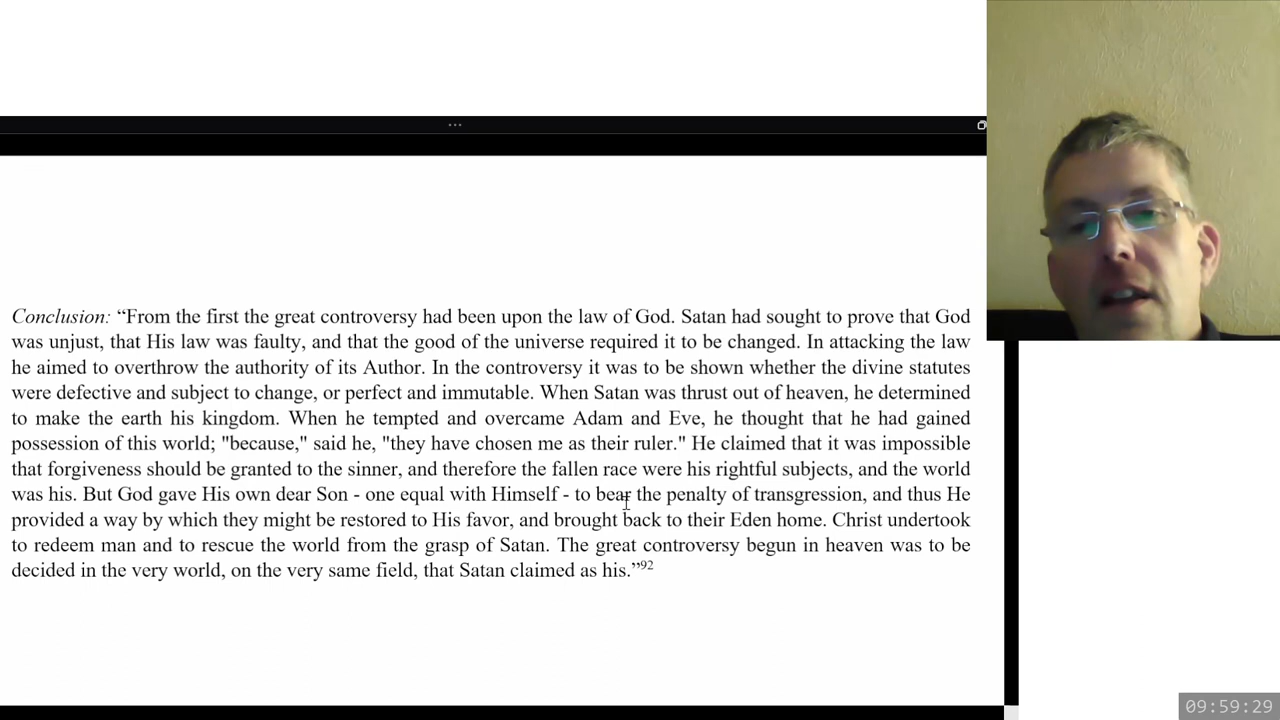 Conclusion: “From the first the great controversy had been upon the law of God. Satan had sought to prove that God
was unjust, that His law was faulty, and that the good of the universe required it to be changed. In attacking the law
he aimed to overthrow the authority of its Author. In the controversy it was to be shown whether the divine statutes
were defective and subject to change, or perfect and immutable. When Satan was thrust out of heaven, he determined
to make the earth his kingdom. When he tempted and overcame Adam and Eve, he thought that he had gained
possession of this world; "because," said he, "they have chosen me as their ruler." He claimed that it was impossible
that forgiveness should be granted to the sinner, and therefore the fallen race were his rightful subjects, and the world
was his. But God gave His own dear Son - one equal with Himself - to bear the penalty of transgression, and thus He
provided a way by which they might be restored to His favor, and brought back to their Eden home. Christ undertook
to redeem man and to rescue the world from the grasp of Satan. The great controversy begun in heaven was to be
decided in the very world, on the very same field, that Satan claimed as his.”92
09:59:29